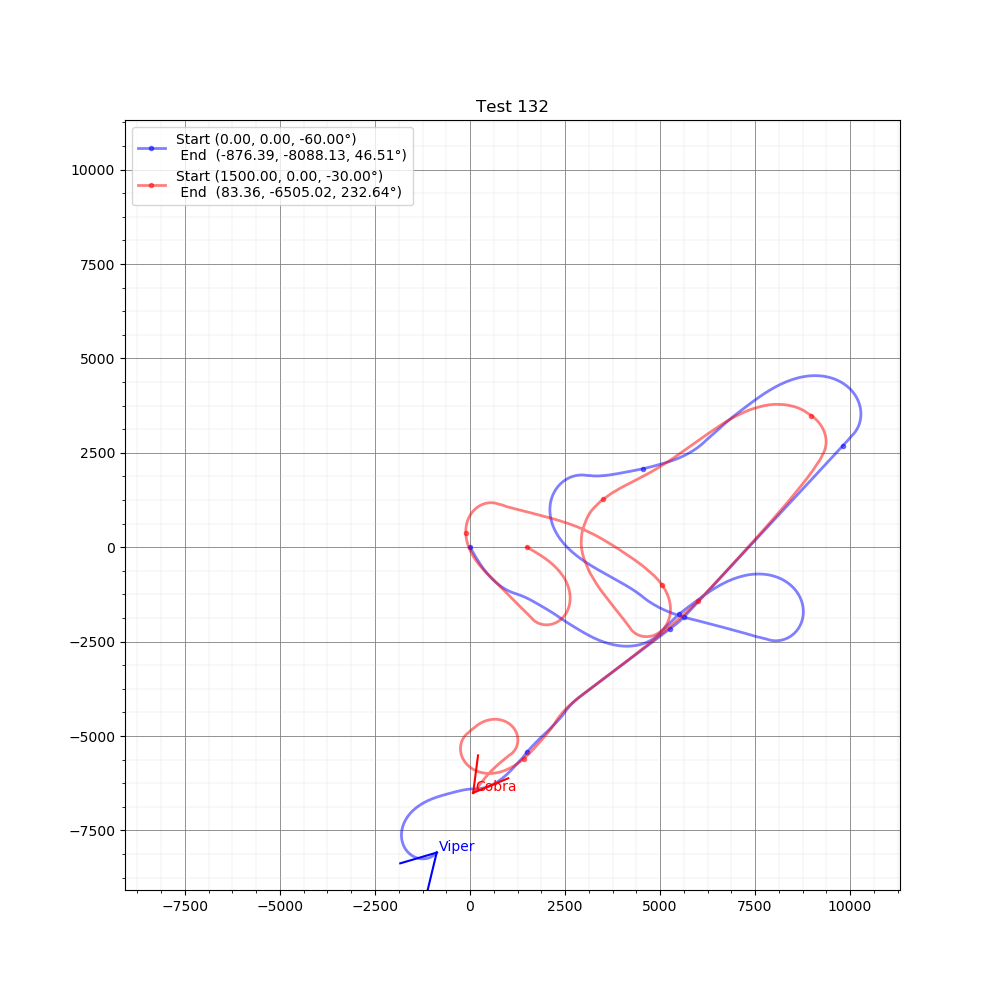 Test 132
Start (0.00, 0.00, -60.00°)
End  (-876.39, -8088.13, 46.51°)
Start (1500.00, 0.00, -30.00°)
End  (83.36, -6505.02, 232.64°)
10000
7500
5000
2500
0
−2500
−5000
−7500
Cobra
Viper
−7500 −5000 −2500 0 2500 5000 7500 10000